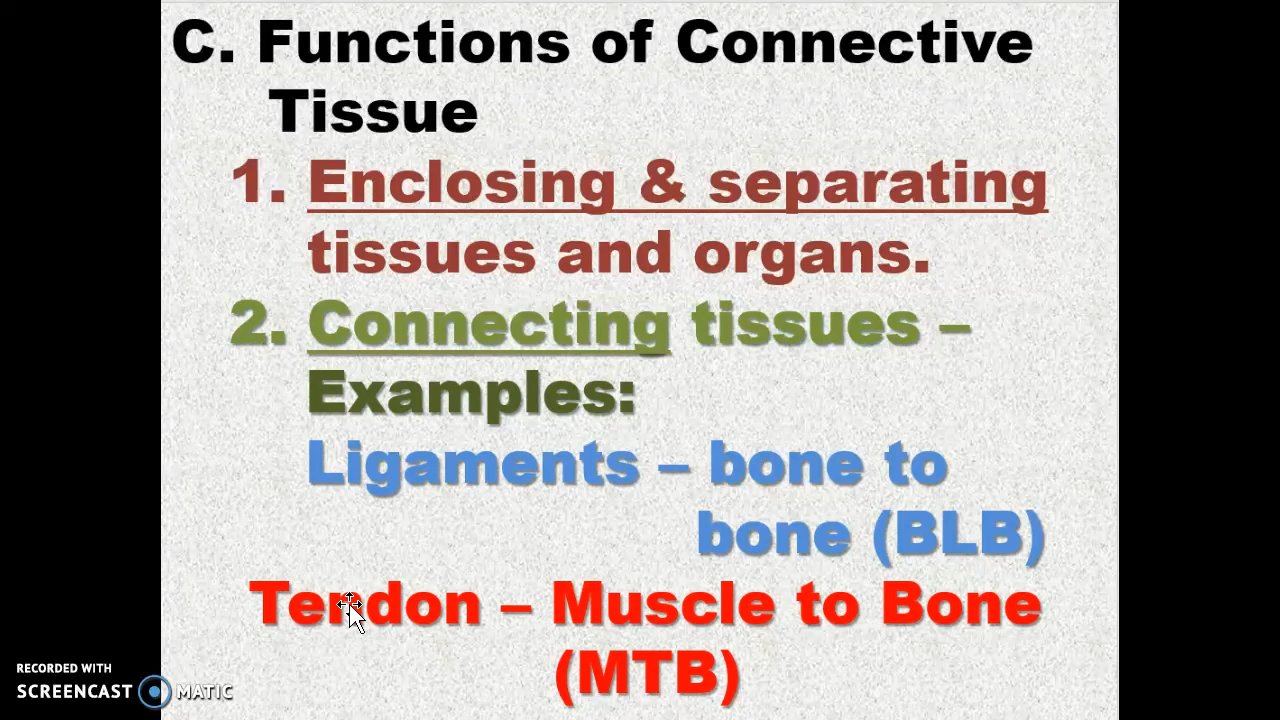 C. Functions of Connective
Tissue
1. Enclosing & separating
tissues and organs.
2. Connecting tissues –
Examples:
Ligaments – bone to
bone (BLB)
Tendon – Muscle to Bone
(MTB)
RECORDED WITH
SCREENCAST MATIC